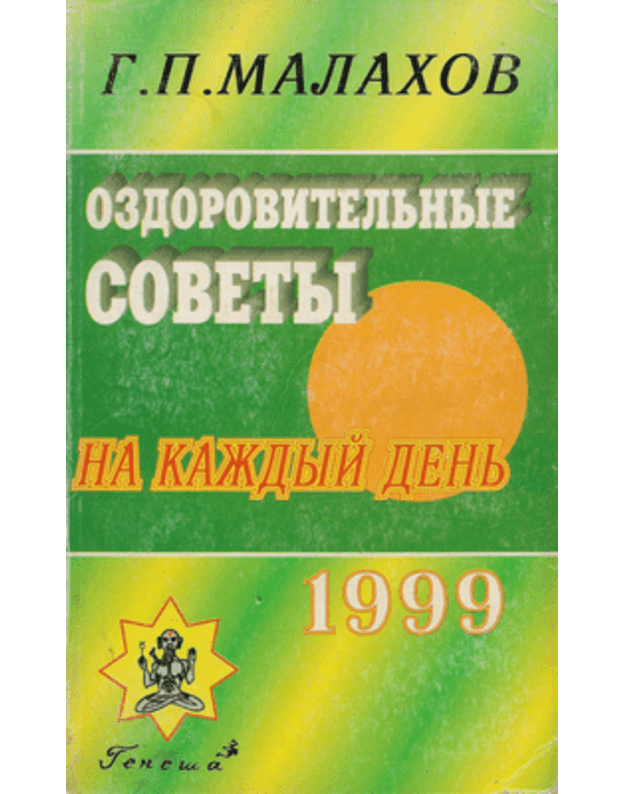 Г.П.МАЛАХОВ
ОЗДОРОВИТЕЛЬНЫЕ
СОВЕТЫ
НА КАЖДЫЙ ДЕНЬ
1999
Генеша